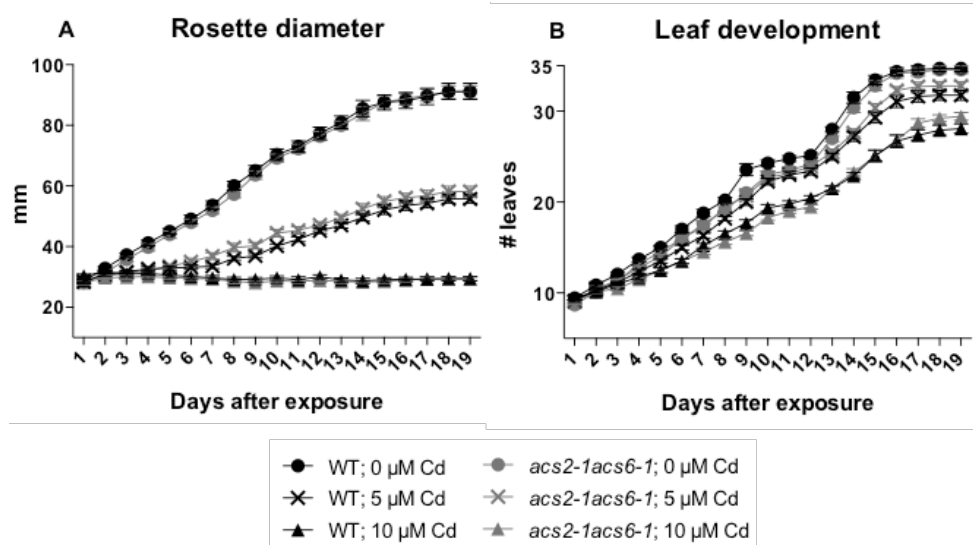 A Rosette diameter
100
80
60
40
20
mm
1 2 3 4 5 6 7 8 9 10 11 12 13 14 15 16 17 18 19
Days after exposure
B Leaf development
35
30
20
10
# leaves
1 2 3 4 5 6 7 8 9 10 11 12 13 14 15 16 17 18 19
Days after exposure
WT; 0 µM Cd
WT; 5 µM Cd
WT; 10 µM Cd
acs2-1acs6-1; 0 µM Cd
acs2-1acs6-1; 5 µM Cd
acs2-1acs6-1; 10 µM Cd